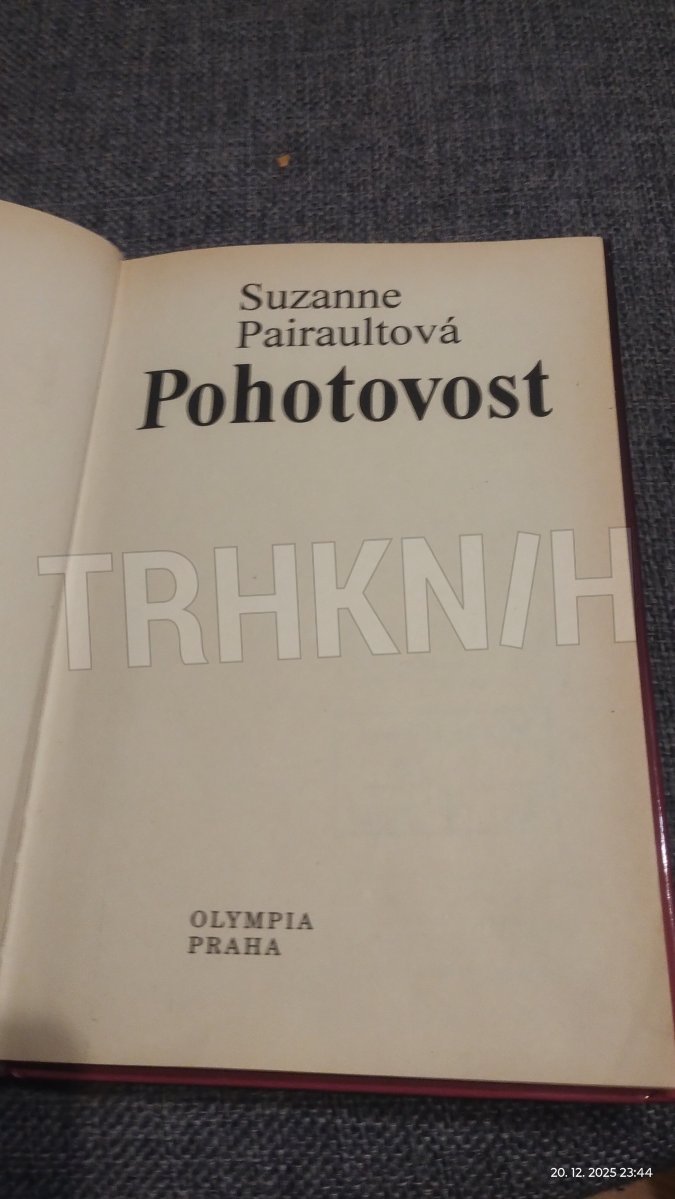 Suzanne
Pairaultová
Pohotovost
TRHKNIH
OLYMPIA
PRAHA
20. 12. 2025 23:44